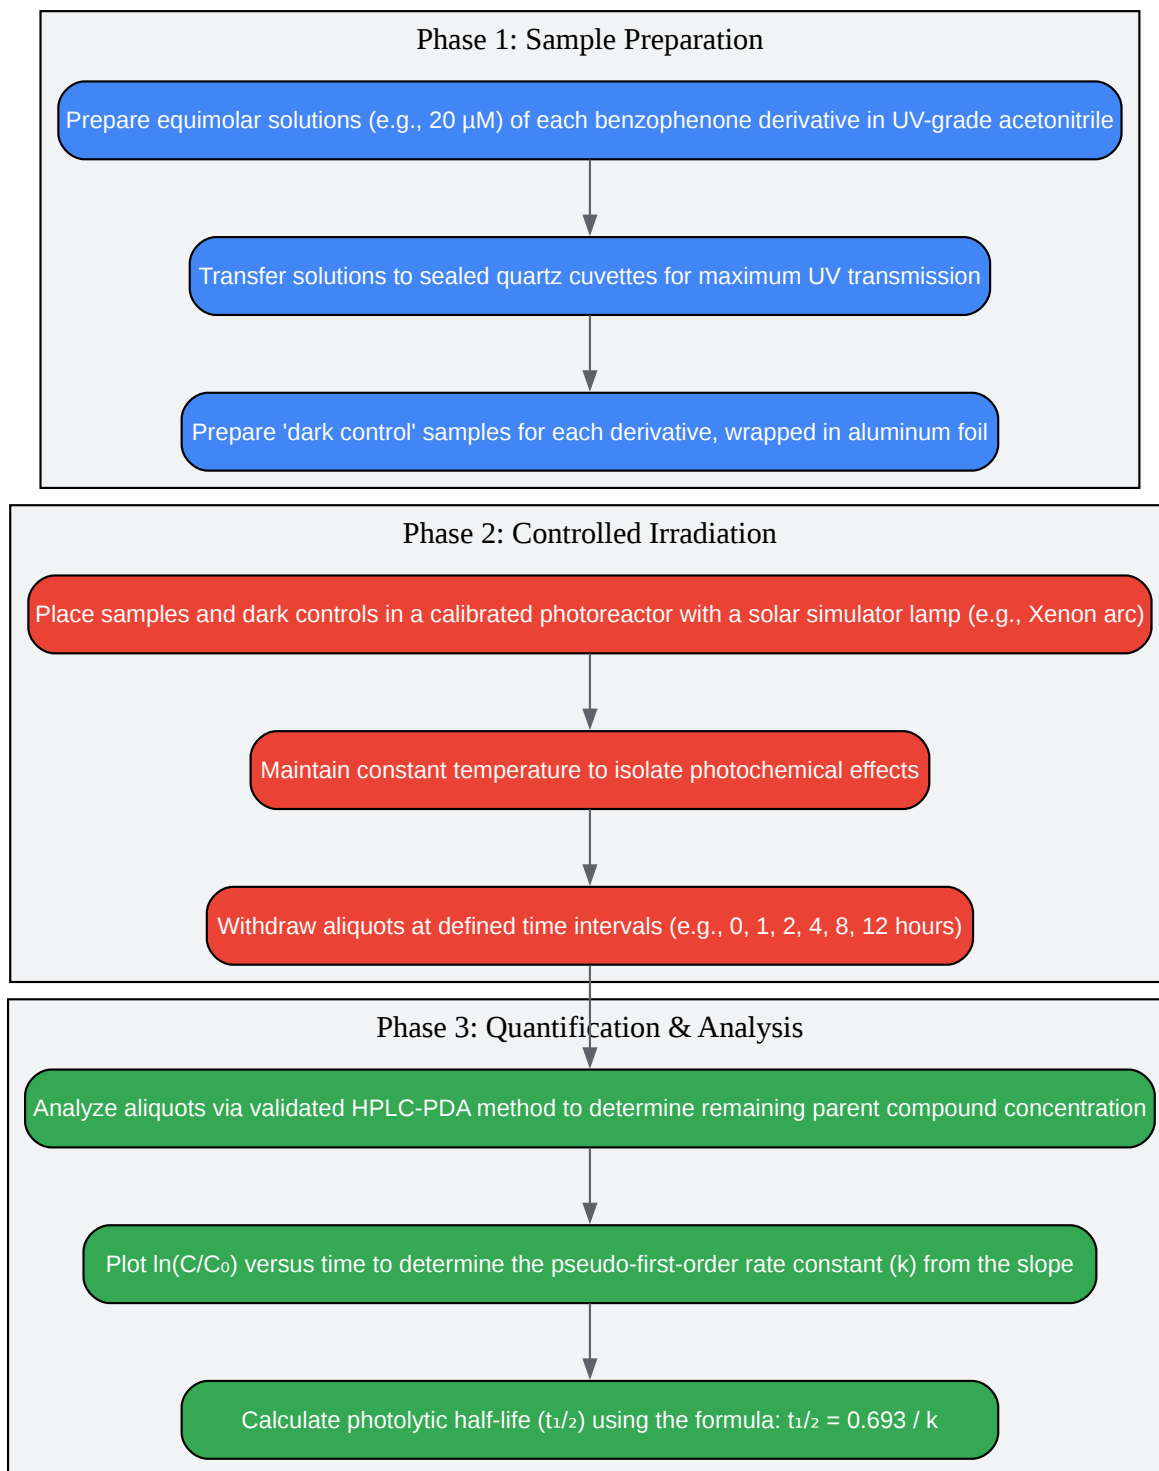 Phase 1: Sample Preparation
Prepare equimolar solutions (e.g., 20 µM) of each benzophenone derivative in UV-grade acetonitrile
Transfer solutions to sealed quartz cuvettes for maximum UV transmission
Prepare 'dark control' samples for each derivative, wrapped in aluminum foil
Phase 2: Controlled Irradiation
Place samples and dark controls in a calibrated photoreactor with a solar simulator lamp (e.g., Xenon arc)
Maintain constant temperature to isolate photochemical effects
Withdraw aliquots at defined time intervals (e.g., 0, 1, 2, 4, 8, 12 hours)
Phase 3: Quantification & Analysis
Analyze aliquots via validated HPLC-PDA method to determine remaining parent compound concentration
Plot ln(C/C₀) versus time to determine the pseudo-first-order rate constant (k) from the slope
Calculate photolytic half-life (t₁/₂) using the formula: t₁/₂ = 0.693 / k